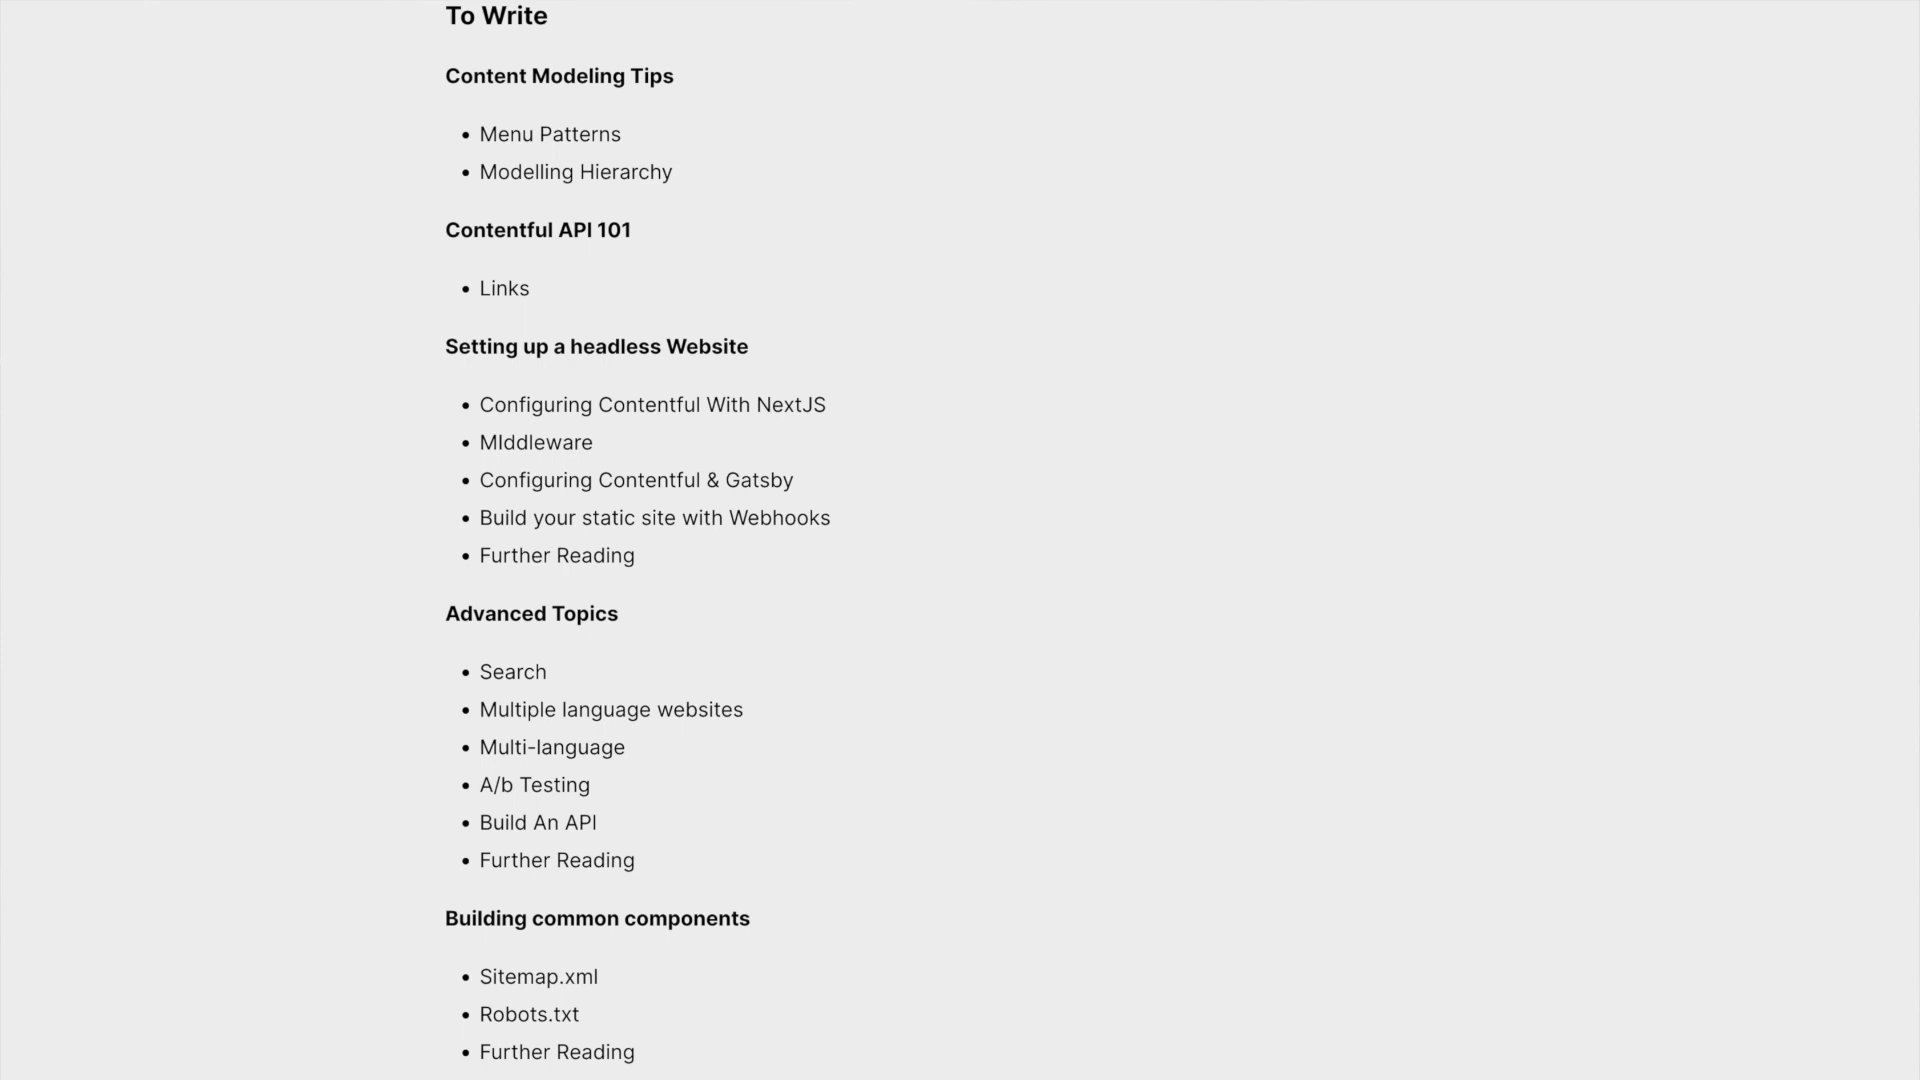 To Write
Content Modeling Tips
• Menu Patterns
• Modelling Hierarchy
Contentful API 101
• Links
Setting up a headless Website
• Configuring Contentful With NextJS
• MIddleware
• Configuring Contentful & Gatsby
• Build your static site with Webhooks
• Further Reading
Advanced Topics
• Search
• Multiple language websites
• Multi-language
• A/b Testing
• Build An API
• Further Reading
Building common components
• Sitemap.xml
• Robots.txt
• Further Reading